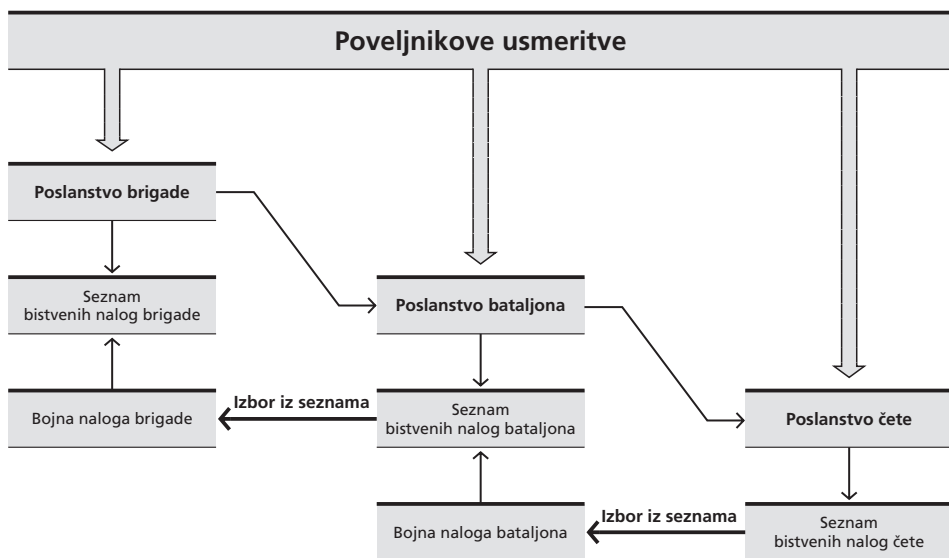 Poveljnikove usmeritve
Poslanstvo brigade
Seznam
bistvenih nalog brigade
Poslanstvo bataljona
Bojna naloga brigade
Izbor iz seznama
Seznam
bistvenih nalog bataljona
Poslanstvo čete
Bojna naloga bataljona
Izbor iz seznama
Seznam
bistvenih nalog čete